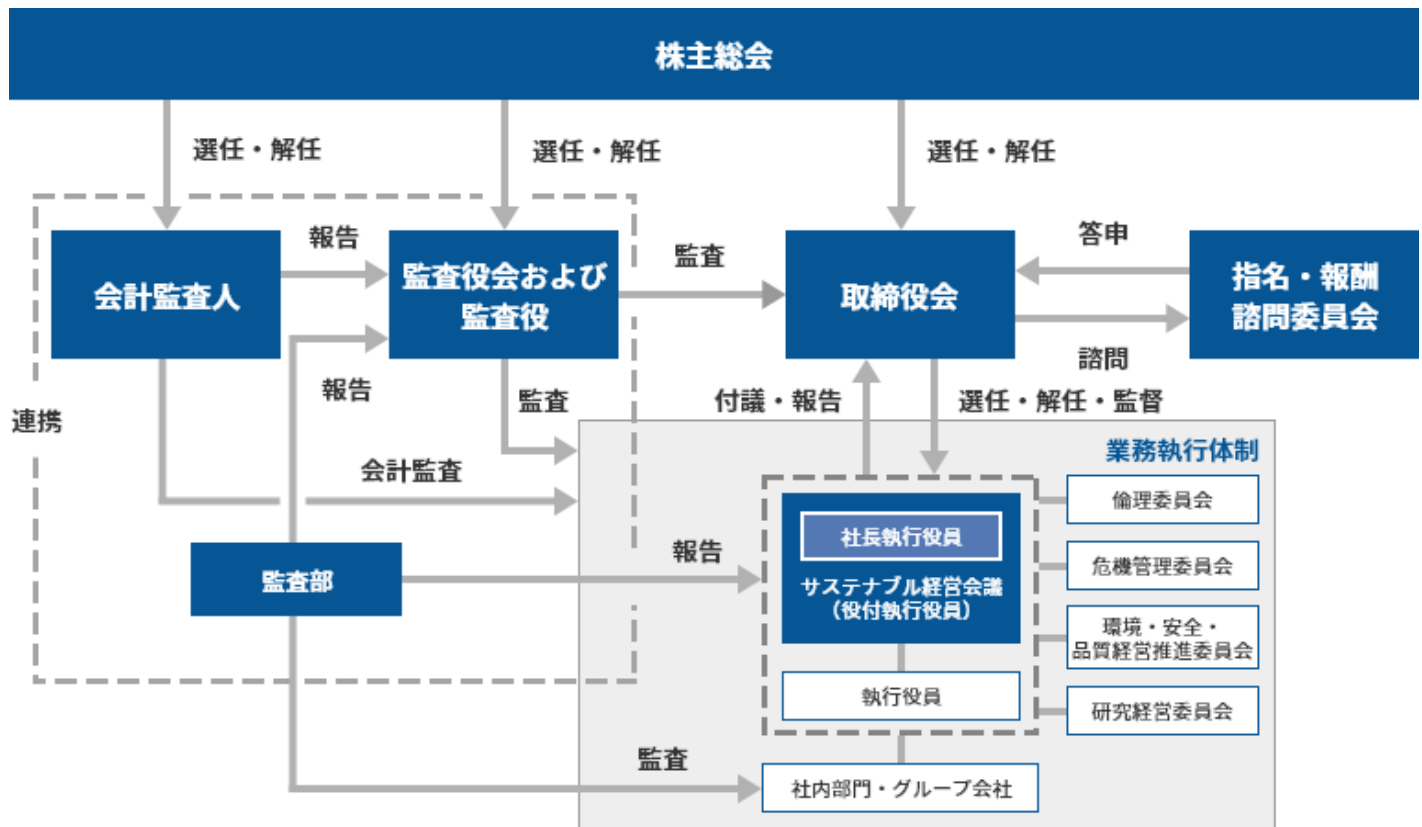 株主総会
選任・解任
選任・解任
選任・解任
報告
監査
答申
会計監査人
監査役会および
監査役
取締役会
指名・報酬
諮問委員会
諮問
報告
監査
付議・報告
選任・解任・監督
連携
会計監査
業務執行体制
倫理委員会
社長執行役員
サステナブル経営会議
(役付執行役員)
報告
監査部
危機管理委員会
環境・安全・
品質経営推進委員会
執行役員
研究経営委員会
監査
社内部門・グループ会社